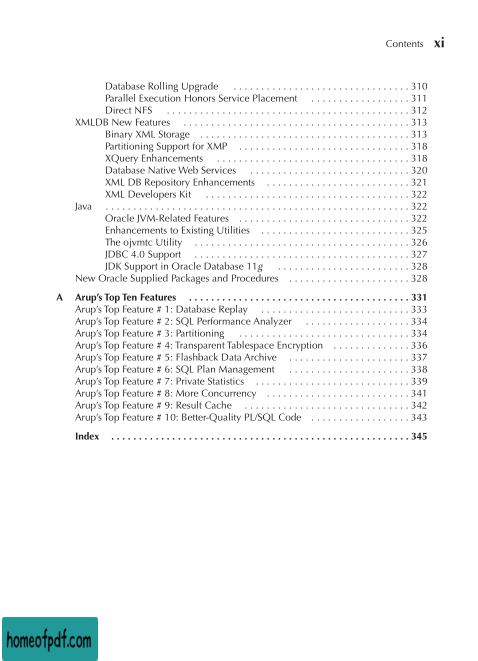 Contents xi
Database Rolling Upgrade . . . . . . . . . . . . . . . . . . . . . . . . . . . . . . . . 310
Parallel Execution Honors Service Placement . . . . . . . . . . . . . . . . . . 311
Direct NFS . . . . . . . . . . . . . . . . . . . . . . . . . . . . . . . . . . . . . . . . . . . . 312
XMLDB New Features . . . . . . . . . . . . . . . . . . . . . . . . . . . . . . . . . . . . . . . . . 313
Binary XML Storage . . . . . . . . . . . . . . . . . . . . . . . . . . . . . . . . . . . . . . 313
Partitioning Support for XMP . . . . . . . . . . . . . . . . . . . . . . . . . . . . . . . 318
XQuery Enhancements . . . . . . . . . . . . . . . . . . . . . . . . . . . . . . . . . . . 318
Database Native Web Services . . . . . . . . . . . . . . . . . . . . . . . . . . . . . 320
XML DB Repository Enhancements . . . . . . . . . . . . . . . . . . . . . . . . . . 321
XML Developers Kit . . . . . . . . . . . . . . . . . . . . . . . . . . . . . . . . . . . . . 322
Java . . . . . . . . . . . . . . . . . . . . . . . . . . . . . . . . . . . . . . . . . . . . . . . . . . . . . . . 322
Oracle JVM-Related Features . . . . . . . . . . . . . . . . . . . . . . . . . . . . . . . 322
Enhancements to Existing Utilities . . . . . . . . . . . . . . . . . . . . . . . . . . . 325
The ojvmtc Utility . . . . . . . . . . . . . . . . . . . . . . . . . . . . . . . . . . . . . . . 326
JDBC 4.0 Support . . . . . . . . . . . . . . . . . . . . . . . . . . . . . . . . . . . . . . . 327
JDK Support in Oracle Database 11g . . . . . . . . . . . . . . . . . . . . . . . . 328
New Oracle Supplied Packages and Procedures . . . . . . . . . . . . . . . . . . . . . . 328
A Arup's Top Ten Features . . . . . . . . . . . . . . . . . . . . . . . . . . . . . . . . . . . . . . . . 331
Arup's Top Feature # 1: Database Replay . . . . . . . . . . . . . . . . . . . . . . . . . . . 333
Arup's Top Feature # 2: SQL Performance Analyzer . . . . . . . . . . . . . . . . . . . 334
Arup's Top Feature # 3: Partitioning . . . . . . . . . . . . . . . . . . . . . . . . . . . . . . . 334
Arup's Top Feature # 4: Transparent Tablespace Encryption . . . . . . . . . . . . . . 336
Arup's Top Feature # 5: Flashback Data Archive . . . . . . . . . . . . . . . . . . . . . . 337
Arup's Top Feature # 6: SQL Plan Management . . . . . . . . . . . . . . . . . . . . . . 338
Arup's Top Feature # 7: Private Statistics . . . . . . . . . . . . . . . . . . . . . . . . . . . . 339
Arup's Top Feature # 8: More Concurrency . . . . . . . . . . . . . . . . . . . . . . . . . . 341
Arup's Top Feature # 9: Result Cache . . . . . . . . . . . . . . . . . . . . . . . . . . . . . . 342
Arup's Top Feature # 10: Better-Quality PL/SQL Code . . . . . . . . . . . . . . . . . . 343
Index . . . . . . . . . . . . . . . . . . . . . . . . . . . . . . . . . . . . . . . . . . . . . . . . . . . . . . 345
homeofpdf.com